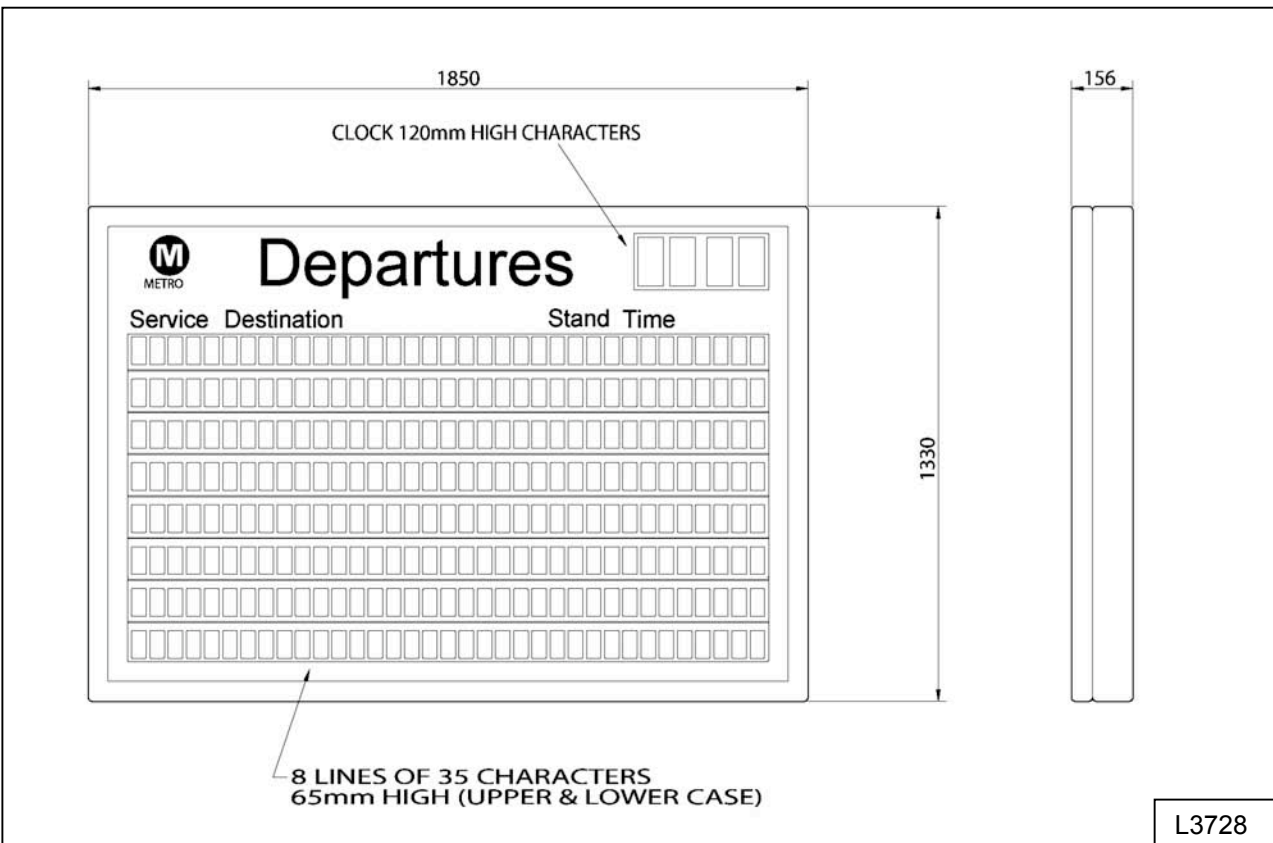 1850
156
CLOCK 120mm HIGH CHARACTERS
M
METRO
Departures
Service Destination Stand Time
1330
8 LINES OF 35 CHARACTERS
65mm HIGH (UPPER & LOWER CASE)
L3728